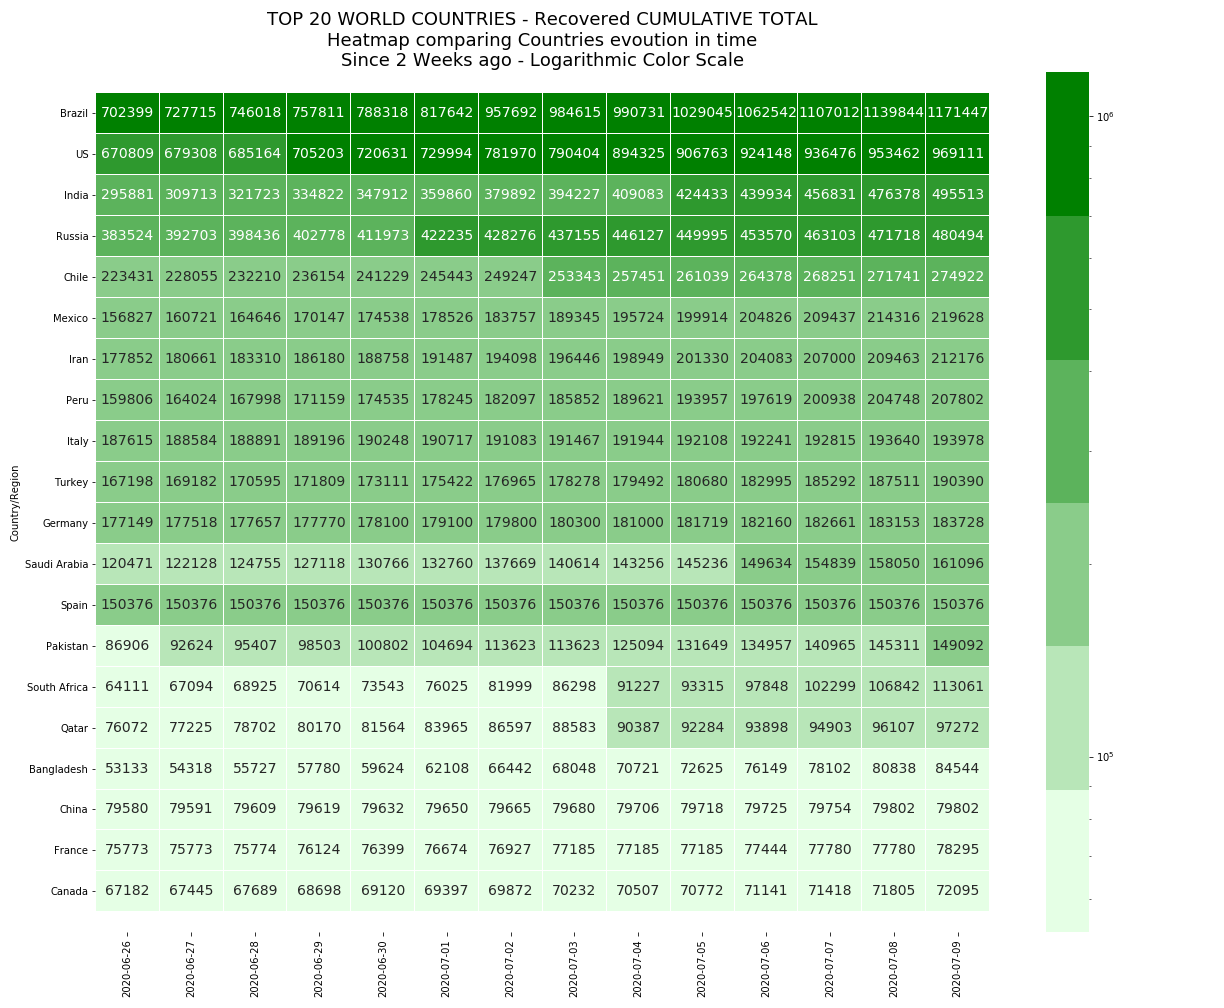 TOP 20 WORLD COUNTRIES - Recovered CUMULATIVE TOTAL
Heatmap comparing Countries evoution in time
Since 2 Weeks ago - Logarithmic Color Scale
Country/Region
Brazil 702399 727715 746018 757811 788318 817642 957692 984615 990731 1029045 1062542 1107012 1139844 1171447
US 670809 679308 685164 705203 720631 729994 781970 790404 894325 906763 924148 936476 953462 969111
India 295881 309713 321723 334822 347912 359860 379892 394227 409083 424433 439934 456831 476378 495513
Russia 383524 392703 398436 402778 411973 422235 428276 437155 446127 449995 453570 463103 471718 480494
Chile 223431 228055 232210 236154 241229 245443 249247 253343 257451 261039 264378 268251 271741 274922
Mexico 156827 160721 164646 170147 174538 178526 183757 189345 195724 199914 204826 209437 214316 219628
Iran 177852 180661 183310 186180 188758 191487 194098 196446 198949 201330 204083 207000 209463 212176
Peru 159806 164024 167998 171159 174535 178245 182097 185852 189621 193957 197619 200938 204748 207802
Italy 187615 188584 188891 189196 190248 190717 191083 191467 191944 192108 192241 192815 193640 193978
Turkey 167198 169182 170595 171809 173111 175422 176965 178278 179492 180680 182995 185292 187511 190390
Germany 177149 177518 177657 177770 178100 179100 179800 180300 181000 181719 182160 182661 183153 183728
Saudi Arabia 120471 122128 124755 127118 130766 132760 137669 140614 143256 145236 149634 154839 158050 161096
Spain 150376 150376 150376 150376 150376 150376 150376 150376 150376 150376 150376 150376 150376 150376
Pakistan 86906 92624 95407 98503 100802 104694 113623 113623 125094 131649 134957 140965 145311 149092
South Africa 64111 67094 68925 70614 73543 76025 81999 86298 91227 93315 97848 102299 106842 113061
Qatar 76072 77225 78702 80170 81564 83965 86597 88583 90387 92284 93898 94903 96107 97272
Bangladesh 53133 54318 55727 57780 59624 62108 66442 68048 70721 72625 76149 78102 80838 84544
China 79580 79591 79609 79619 79632 79650 79665 79680 79706 79718 79725 79754 79802 79802
France 75773 75773 75774 76124 76399 76674 76927 77185 77185 77185 77444 77780 77780 78295
Canada 67182 67445 67689 68698 69120 69397 69872 70232 70507 70772 71141 71418 71805 72095
2020-06-26 2020-06-27 2020-06-28 2020-06-29 2020-06-30 2020-07-01 2020-07-02 2020-07-03 2020-07-04 2020-07-05 2020-07-06 2020-07-07 2020-07-08 2020-07-09
10⁶
10⁵